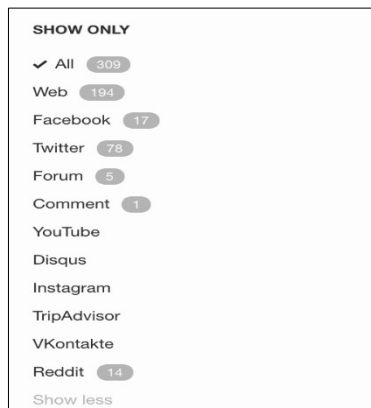 SHOW ONLY
✓ All 309
Web 194
Facebook 17
Twitter 78
Forum 5
Comment 1
YouTube
Disqus
Instagram
TripAdvisor
VKontakte
Reddit 14
Show less